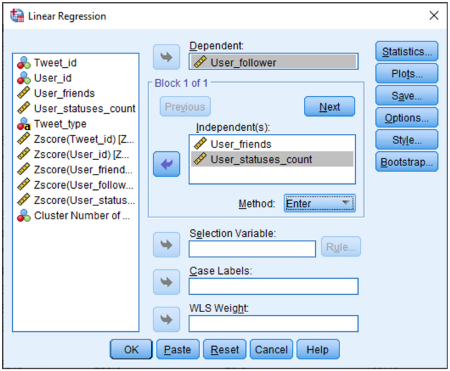 Linear Regression
Tweet_id
User_id
User_friends
User_statuses_count
Tweet_type
Zscore(Tweet_id) [Z...
Zscore(User_id) [Ze...
Zscore(User_friend...
Zscore(User_follow...
Zscore(User_status...
Cluster Number of ...
Dependent:
User_follower
Block 1 of 1
Previous
Next
Independent(s):
User_friends
User_statuses_count
Method:
Enter
Selection Variable:
Rule...
Case Labels:
WLS Weight:
Statistics...
Plots...
Save...
Options...
Style...
Bootstrap...
OK
Paste
Reset
Cancel
Help